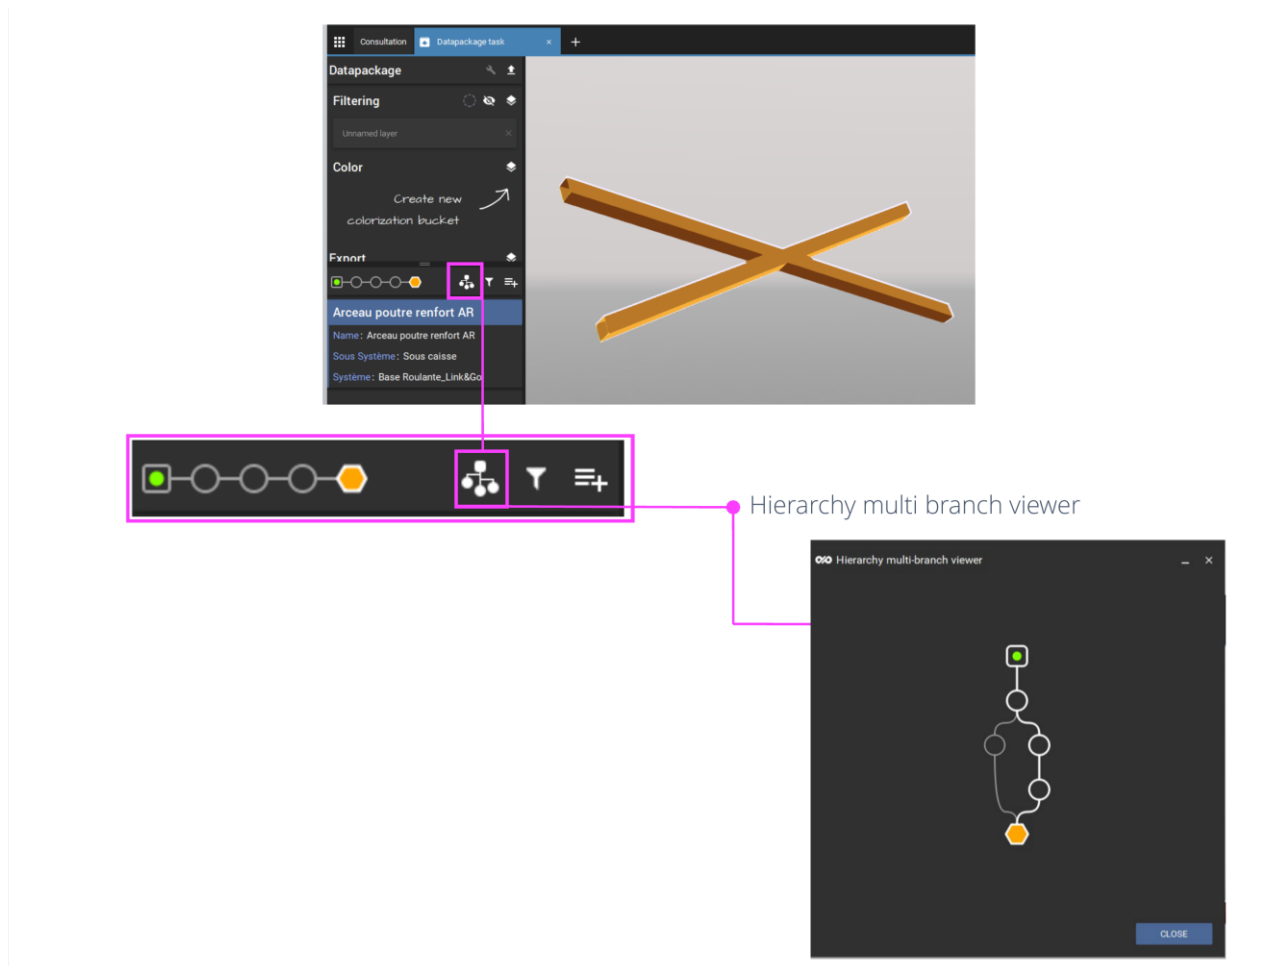 Consultation
Datapackage task
Datapackage
Filtering
Unnamed layer
Color
Create new
colorization bucket
Export
Arceau poutre renfort AR
Name: Arceau poutre renfort AR
Sous Système: Sous caisse
Système: Base Roulante_Link&Go
Hierarchy multi branch viewer
Hierarchy multi-branch viewer
CLOSE